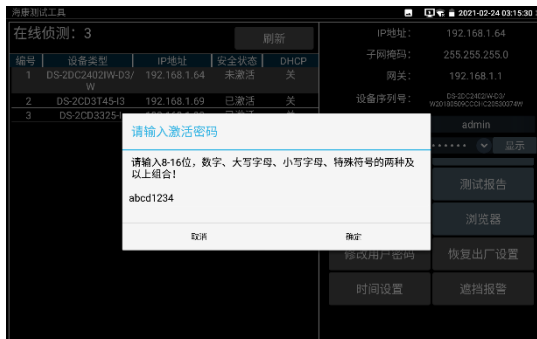 海康测试工具
2021-02-24 03:15:30
在线侦测：3
刷新
编号 设备类型 IP地址 安全状态 DHCP
1 DS-2DC2402IW-D3/W 192.168.1.64 未激活 关
2 DS-2CD3T45-I3 192.168.1.69 已激活 关
3 DS-2CD3325-I
IP地址： 192.168.1.64
子网掩码： 255.255.255.0
网关： 192.168.1.1
设备序列号： DS-2DC2402IW-D3/
admin
显示
请输入激活密码
请输入8-16位，数字、大写字母、小写字母、特殊符号的两种及
以上组合！
abcd1234
取消 确定
测试报告
浏览器
修改用户密码 恢复出厂设置
时间设置 遮挡报警